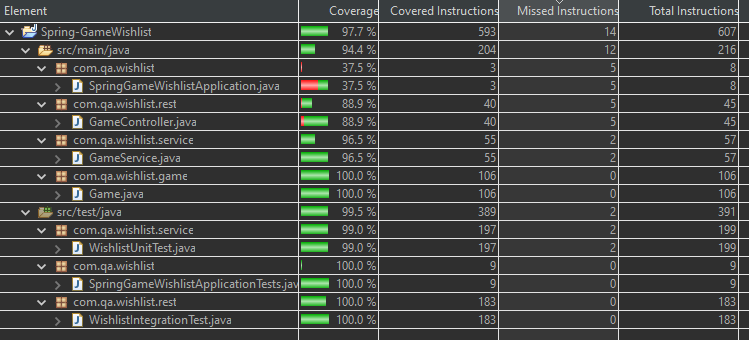 Element Coverage Covered Instructions Missed Instructions Total Instructions
Spring-GameWishlist 97.7 % 593 14 607
src/main/java 94.4 % 204 12 216
com.qa.wishlist 37.5 % 3 5 8
SpringGameWishlistApplication.java 37.5 % 3 5 8
com.qa.wishlist.rest 88.9 % 40 5 45
GameController.java 88.9 % 40 5 45
com.qa.wishlist.service 96.5 % 55 2 57
GameService.java 96.5 % 55 2 57
com.qa.wishlist.game 100.0 % 106 0 106
Game.java 100.0 % 106 0 106
src/test/java 99.5 % 389 2 391
com.qa.wishlist.service 99.0 % 197 2 199
WishlistUnitTest.java 99.0 % 197 2 199
com.qa.wishlist 100.0 % 9 0 9
SpringGameWishlistApplicationTests.jav 100.0 % 9 0 9
com.qa.wishlist.rest 100.0 % 183 0 183
WishlistIntegrationTest.java 100.0 % 183 0 183